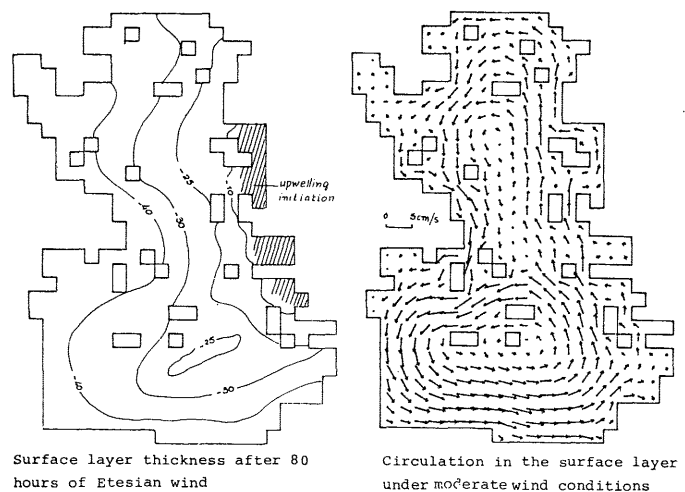 -25
-10
upwelling
initiation
-40
-30
0 5cm/s
-25
-40
-30
Surface layer thickness after 80
hours of Etesian wind
Circulation in the surface layer
under moderate wind conditions